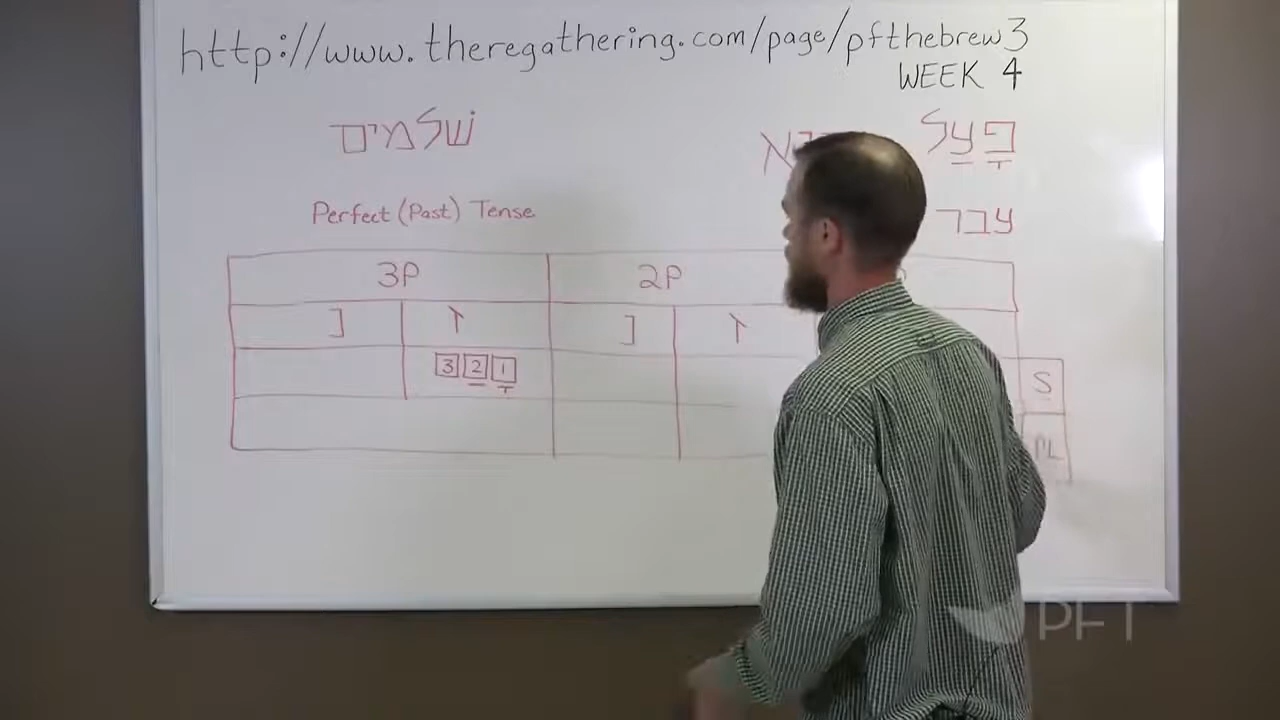 http://www.theregathering.com/page/pfthebrew3
WEEK 4
שלמים
פָעַל
Perfect (Past) Tense
עבר
3P 2P
נ ז נ ז
3 2 1
S
PL
PFT